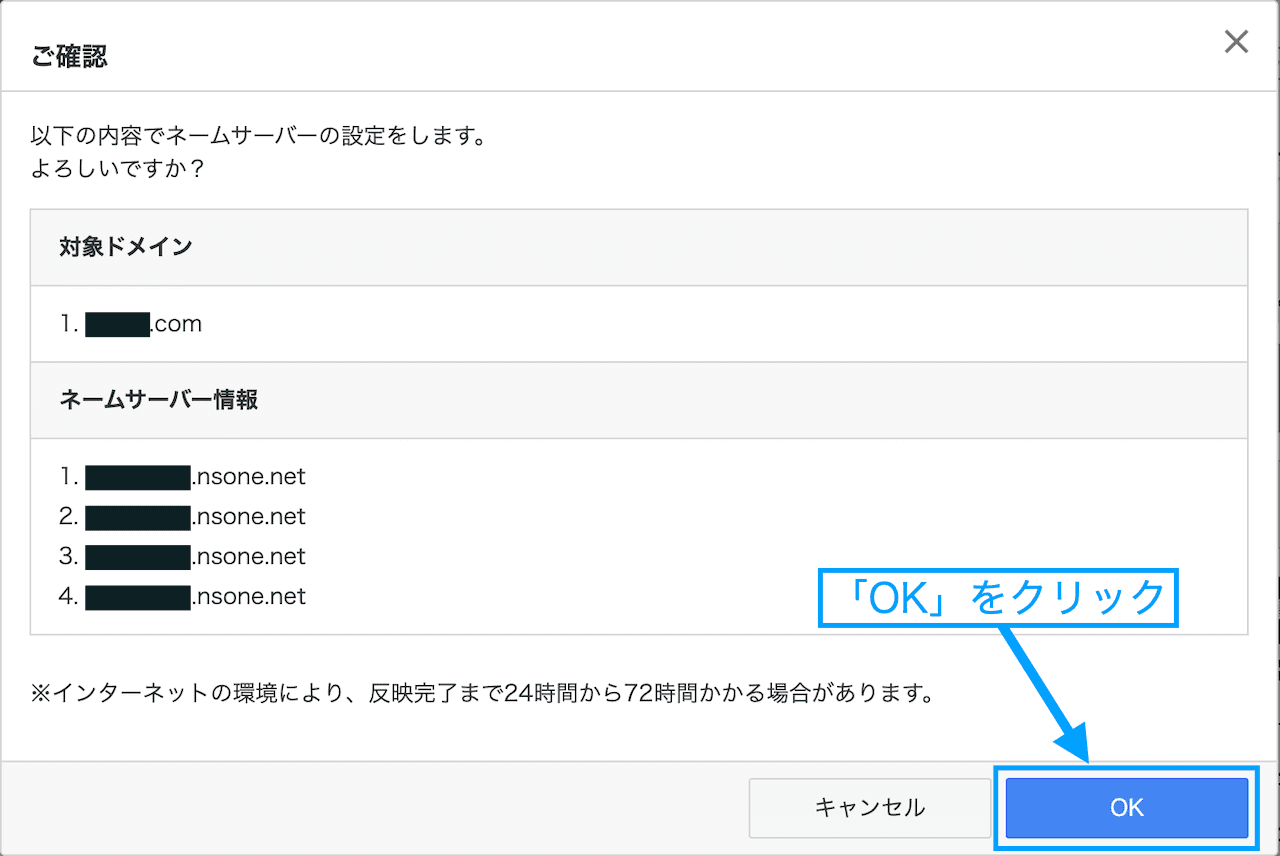 ご確認
以下の内容でネームサーバーの設定をします。
よろしいですか？
対象ドメイン
1. .com
ネームサーバー情報
1. .nsone.net
2. .nsone.net
3. .nsone.net
4. .nsone.net
「OK」をクリック
※インターネットの環境により、反映完了まで24時間から72時間かかる場合があります。
キャンセル
OK